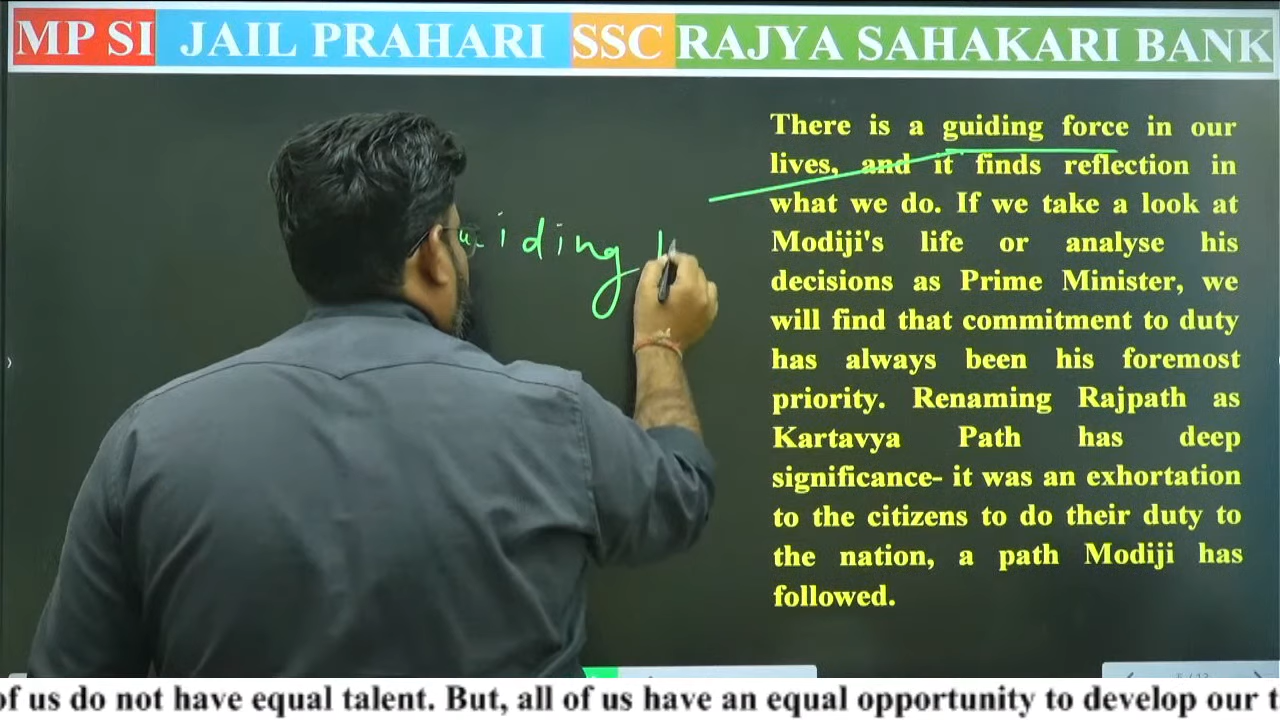 MP SI JAIL PRAHARI SSC RAJYA SAHAKARI BANK
There is a guiding force in our
lives, and it finds reflection in
what we do. If we take a look at
Modiji's life or analyse his
decisions as Prime Minister, we
will find that commitment to duty
has always been his foremost
priority. Renaming Rajpath as
Kartavya Path has deep
significance- it was an exhortation
to the citizens to do their duty to
the nation, a path Modiji has
followed.
iding
of us do not have equal talent. But, all of us have an equal opportunity to develop our t